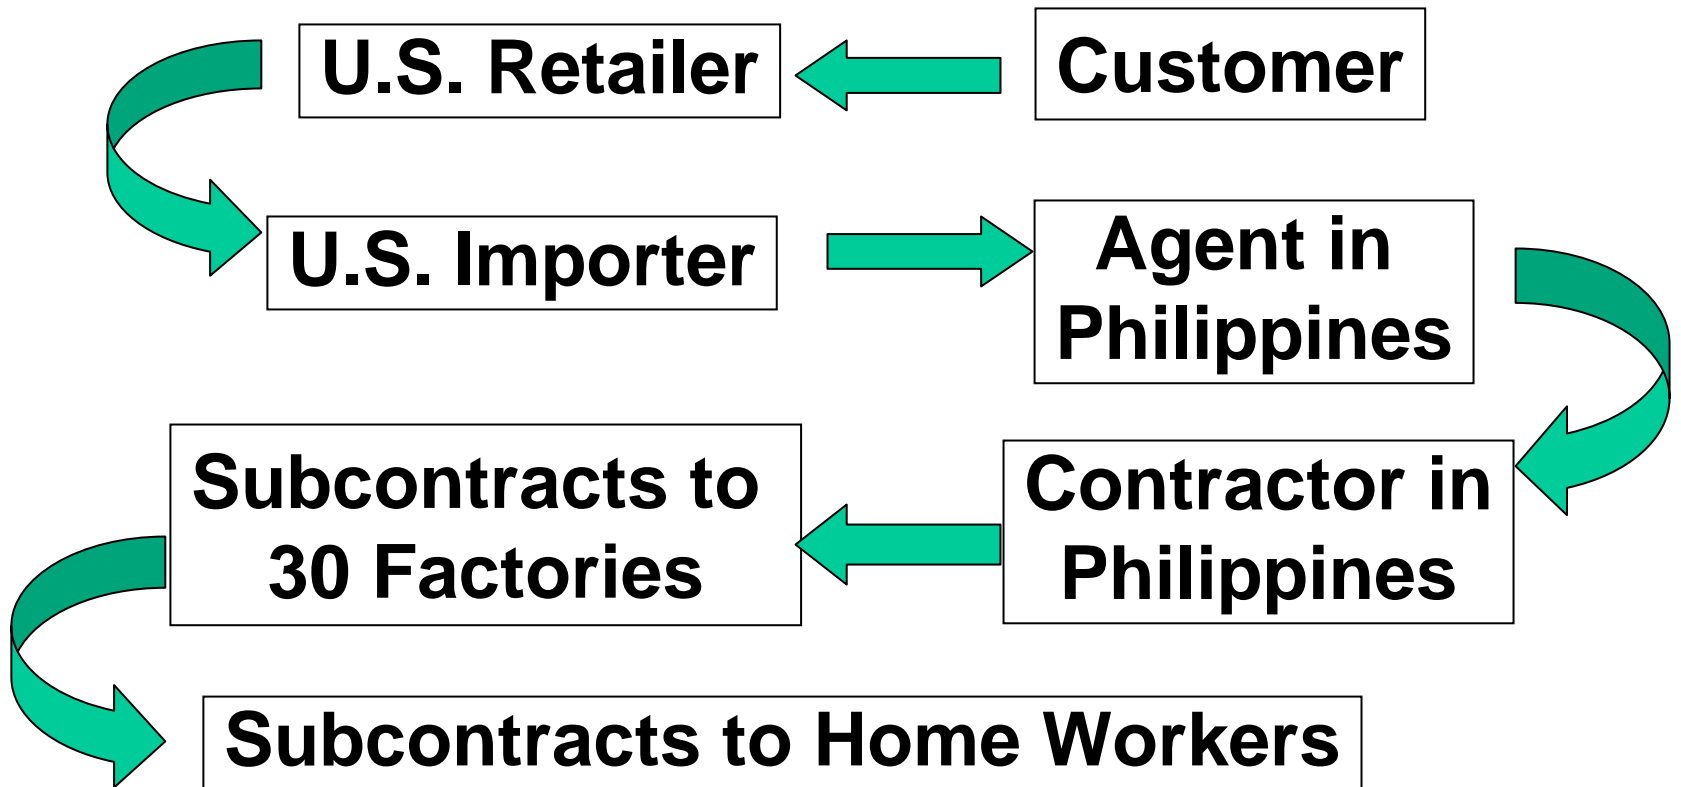 U.S. Retailer
Customer
U.S. Importer
Agent in
Philippines
Subcontracts to
30 Factories
Contractor in
Philippines
Subcontracts to Home Workers